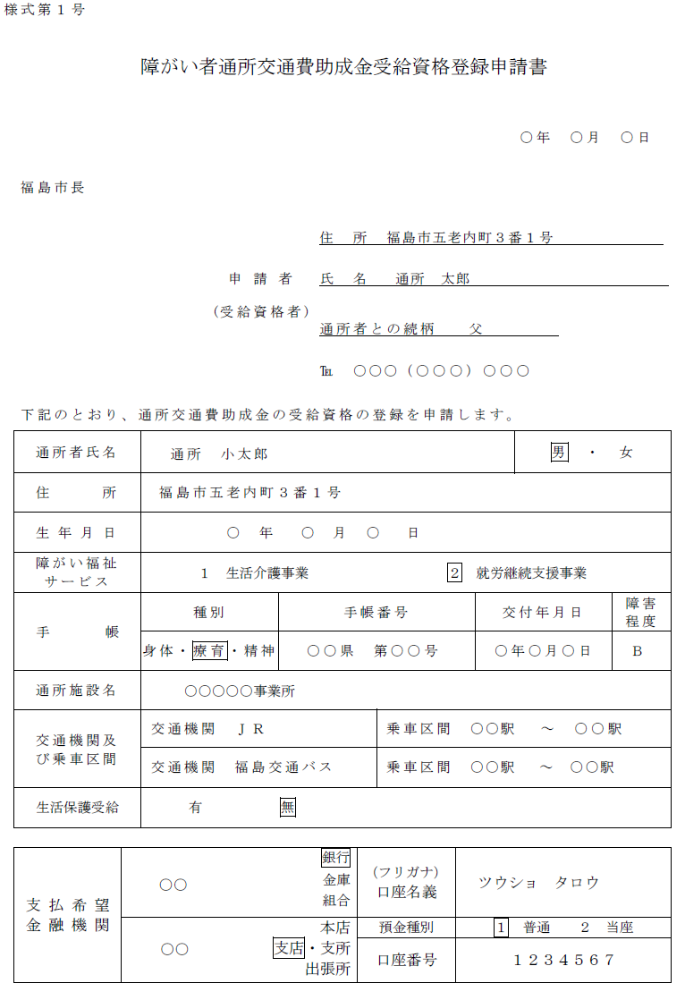 様式第１号
障がい者通所交通費助成金受給資格登録申請書
○年　○月　○日
福島市長
住　所　福島市五老内町３番１号
申請者　氏　名　通所　太郎
（受給資格者）
通所者との続柄　父
℡　○○○（○○○）○○○
下記のとおり、通所交通費助成金の受給資格の登録を申請します。
通所者氏名　通所　小太郎　男　・　女
住　所　福島市五老内町３番１号
生年月日　○　年　○　月　○　日
障がい福祉
サービス　１　生活介護事業　２　就労継続支援事業
手　帳　種別　手帳番号　交付年月日　障害
程度
身体・療育・精神　○○県　第○○号　○年○月○日　Ｂ
通所施設名　○○○○○事業所
交通機関及
び乗車区間
交通機関　ＪＲ　乗車区間　○○駅　～　○○駅
交通機関　福島交通バス　乗車区間　○○駅　～　○○駅
生活保護受給　有　無
支払希望
金融機関
○○　銀行
金庫
組合
（フリガナ）
口座名義　ツウショ　タロウ
○○　本店
支店・支所
出張所
預金種別　１　普通　２　当座
口座番号　１２３４５６７